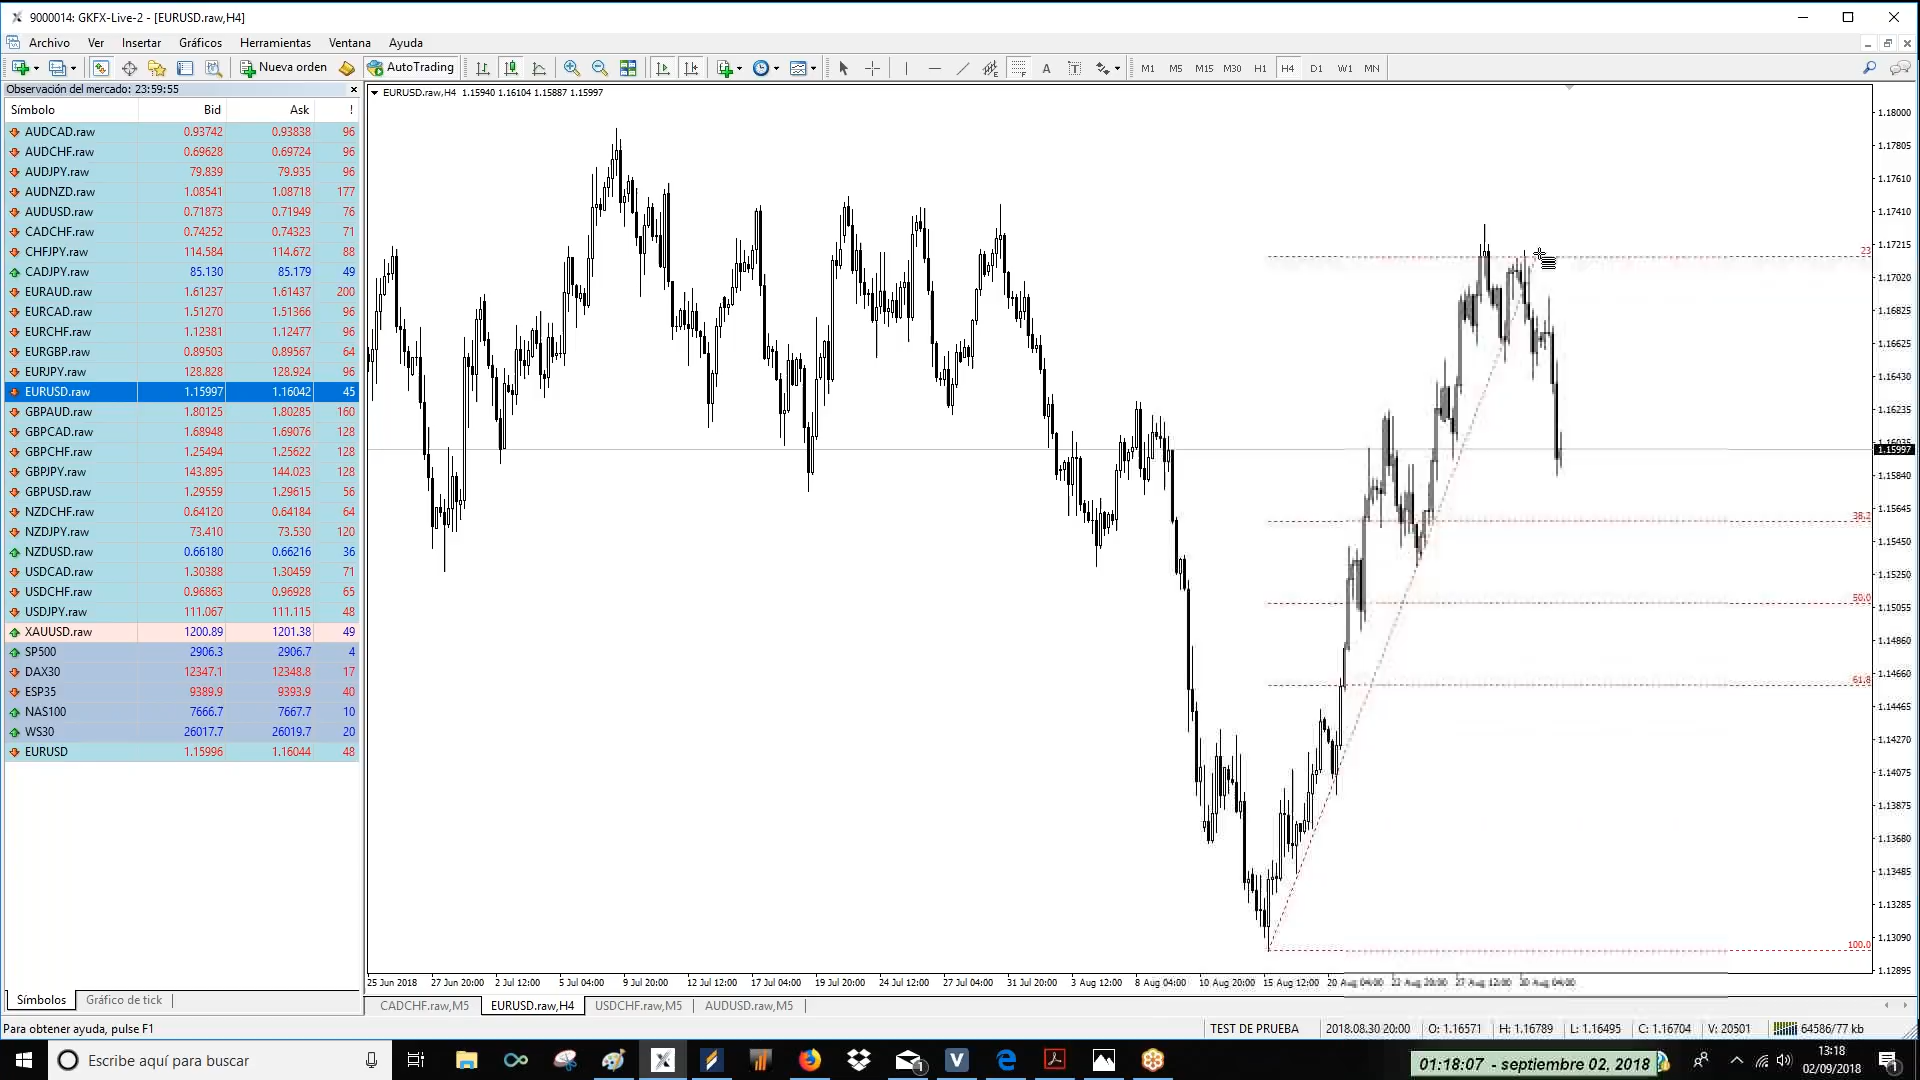 9000014: GKFX-Live-2 - [EURUSD.raw,H4]
Archivo Ver Insertar Gráficos Herramientas Ventana Ayuda
Nueva orden AutoTrading A T M1 M5 M15 M30 H1 H4 D1 W1 MN
Observación del mercado: 23:59:55
Símbolo Bid Ask !
AUDCAD.raw 0.93742 0.93838 96
AUDCHF.raw 0.69628 0.69724 96
AUDJPY.raw 79.839 79.935 96
AUDNZD.raw 1.08541 1.08718 177
AUDUSD.raw 0.71873 0.71949 76
CADCHF.raw 0.74252 0.74323 71
CHFJPY.raw 114.584 114.672 88
CADJPY.raw 85.130 85.179 49
EURAUD.raw 1.61237 1.61437 200
EURCAD.raw 1.51270 1.51366 96
EURCHF.raw 1.12381 1.12477 96
EURGBP.raw 0.89503 0.89567 64
EURJPY.raw 128.828 128.924 96
EURUSD.raw 1.15997 1.16042 45
GBPAUD.raw 1.80125 1.80285 160
GBPCAD.raw 1.68948 1.69076 128
GBPCHF.raw 1.25494 1.25622 128
GBPJPY.raw 143.895 144.023 128
GBPUSD.raw 1.29559 1.29615 56
NZDCHF.raw 0.64120 0.64184 64
NZDJPY.raw 73.410 73.530 120
NZDUSD.raw 0.66180 0.66216 36
USDCAD.raw 1.30388 1.30459 71
USDCHF.raw 0.96863 0.96928 65
USDJPY.raw 111.067 111.115 48
XAUUSD.raw 1200.89 1201.38 49
SP500 2906.3 2906.7 4
DAX30 12347.1 12348.8 17
ESP35 9389.9 9393.9 40
NAS100 7666.7 7667.7 10
WS30 26017.7 26019.7 20
EURUSD 1.15996 1.16044 48
Símbolos Gráfico de tick
EURUSD.raw,H4 1.15940 1.16104 1.15887 1.15997
1.18000
1.17805
1.17610
1.17410
1.17215
23
1.17020
1.16825
1.16625
1.16430
1.16235
1.16035
1.15997
1.15840
1.15645
38.2
1.15450
1.15250
50.0
1.15055
1.14860
1.14660
61.8
1.14465
1.14270
1.14075
1.13875
1.13680
1.13485
1.13285
1.13090
100.0
1.12895
25 Jun 2018 27 Jun 20:00 2 Jul 12:00 5 Jul 04:00 9 Jul 20:00 12 Jul 12:00 17 Jul 04:00 19 Jul 20:00 24 Jul 12:00 27 Jul 04:00 31 Jul 20:00 3 Aug 12:00 8 Aug 04:00 10 Aug 20:00 15 Aug 12:00 20 Aug 04:00 22 Aug 20:00 27 Aug 12:00 30 Aug 04:00
CADCHF.raw,M5 EURUSD.raw,H4 USDCHF.raw,M5 AUDUSD.raw,M5
Para obtener ayuda, pulse F1 TEST DE PRUEBA 2018.08.30 20:00 O: 1.16571 H: 1.16789 L: 1.16495 C: 1.16704 V: 20501 64586/77 kb
Escribe aquí para buscar
01:18:07 - septiembre 02, 2018
13:18
02/09/2018